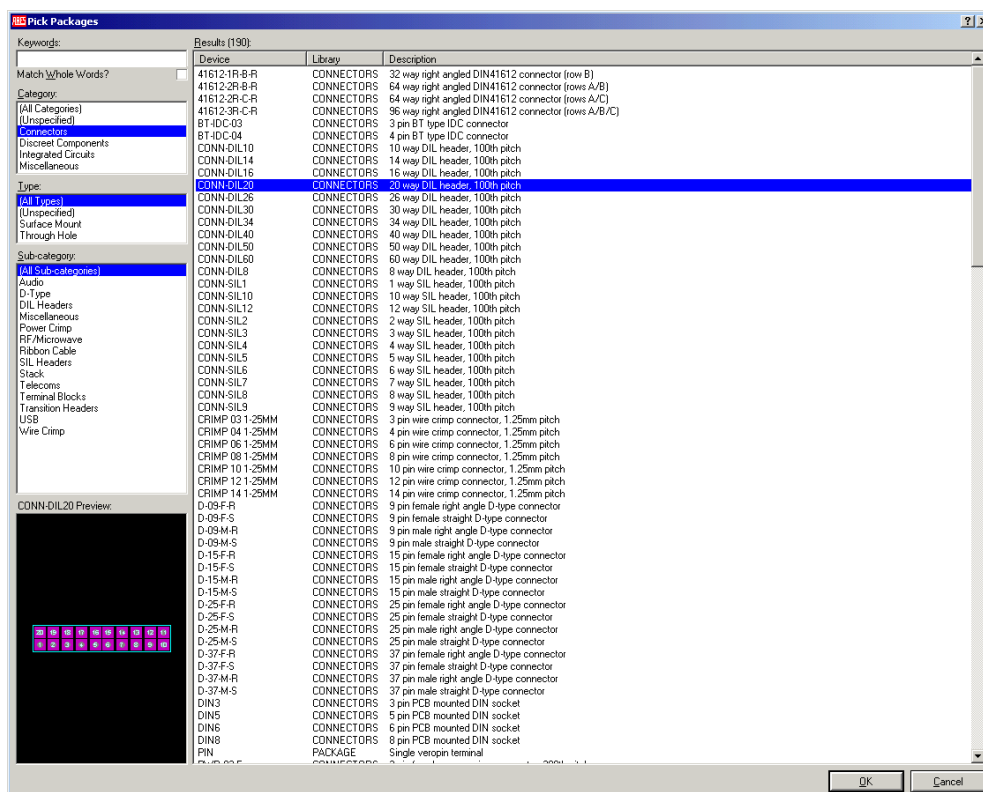 ARES Pick Packages
Keywords:
Match Whole Words?
Category:
(All Categories)
(Unspecified)
Connectors
Discreet Components
Integrated Circuits
Miscellaneous
Type:
(All Types)
(Unspecified)
Surface Mount
Through Hole
Sub-category:
(All Sub-categories)
Audio
D-Type
DIL Headers
Miscellaneous
Power Crimp
RF/Microwave
Ribbon Cable
SIL Headers
Stack
Telecoms
Terminal Blocks
Transition Headers
USB
Wire Crimp
CONN-DIL20 Preview:
20 19 18 17 16 15 14 13 12 11
1 2 3 4 5 6 7 8 9 10
Results (190):
Device Library Description
41612-1R-B-R CONNECTORS 32 way right angled DIN41612 connector (row B)
41612-2R-B-R CONNECTORS 64 way right angled DIN41612 connector (rows A/B)
41612-2R-C-R CONNECTORS 64 way right angled DIN41612 connector (rows A/C)
41612-3R-C-R CONNECTORS 96 way right angled DIN41612 connector (rows A/B/C)
BT-IDC-03 CONNECTORS 3 pin BT type IDC connector
BT-IDC-04 CONNECTORS 4 pin BT type IDC connector
CONN-DIL10 CONNECTORS 10 way DIL header, 100th pitch
CONN-DIL14 CONNECTORS 14 way DIL header, 100th pitch
CONN-DIL16 CONNECTORS 16 way DIL header, 100th pitch
CONN-DIL20 CONNECTORS 20 way DIL header, 100th pitch
CONN-DIL26 CONNECTORS 26 way DIL header, 100th pitch
CONN-DIL30 CONNECTORS 30 way DIL header, 100th pitch
CONN-DIL34 CONNECTORS 34 way DIL header, 100th pitch
CONN-DIL40 CONNECTORS 40 way DIL header, 100th pitch
CONN-DIL50 CONNECTORS 50 way DIL header, 100th pitch
CONN-DIL60 CONNECTORS 60 way DIL header, 100th pitch
CONN-DIL8 CONNECTORS 8 way DIL header, 100th pitch
CONN-SIL1 CONNECTORS 1 way SIL header, 100th pitch
CONN-SIL10 CONNECTORS 10 way SIL header, 100th pitch
CONN-SIL12 CONNECTORS 12 way SIL header, 100th pitch
CONN-SIL2 CONNECTORS 2 way SIL header, 100th pitch
CONN-SIL3 CONNECTORS 3 way SIL header, 100th pitch
CONN-SIL4 CONNECTORS 4 way SIL header, 100th pitch
CONN-SIL5 CONNECTORS 5 way SIL header, 100th pitch
CONN-SIL6 CONNECTORS 6 way SIL header, 100th pitch
CONN-SIL7 CONNECTORS 7 way SIL header, 100th pitch
CONN-SIL8 CONNECTORS 8 way SIL header, 100th pitch
CONN-SIL9 CONNECTORS 9 way SIL header, 100th pitch
CRIMP 03 1-25MM CONNECTORS 3 pin wire crimp connector, 1.25mm pitch
CRIMP 04 1-25MM CONNECTORS 4 pin wire crimp connector, 1.25mm pitch
CRIMP 06 1-25MM CONNECTORS 6 pin wire crimp connector, 1.25mm pitch
CRIMP 08 1-25MM CONNECTORS 8 pin wire crimp connector, 1.25mm pitch
CRIMP 10 1-25MM CONNECTORS 10 pin wire crimp connector, 1.25mm pitch
CRIMP 12 1-25MM CONNECTORS 12 pin wire crimp connector, 1.25mm pitch
CRIMP 14 1-25MM CONNECTORS 14 pin wire crimp connector, 1.25mm pitch
D-09-F-R CONNECTORS 9 pin female right angle D-type connector
D-09-F-S CONNECTORS 9 pin female straight D-type connector
D-09-M-R CONNECTORS 9 pin male right angle D-type connector
D-09-M-S CONNECTORS 9 pin male straight D-type connector
D-15-F-R CONNECTORS 15 pin female right angle D-type connector
D-15-F-S CONNECTORS 15 pin female straight D-type connector
D-15-M-R CONNECTORS 15 pin male right angle D-type connector
D-15-M-S CONNECTORS 15 pin male straight D-type connector
D-25-F-R CONNECTORS 25 pin female right angle D-type connector
D-25-F-S CONNECTORS 25 pin female straight D-type connector
D-25-M-R CONNECTORS 25 pin male right angle D-type connector
D-25-M-S CONNECTORS 25 pin male straight D-type connector
D-37-F-R CONNECTORS 37 pin female right angle D-type connector
D-37-F-S CONNECTORS 37 pin female straight D-type connector
D-37-M-R CONNECTORS 37 pin male right angle D-type connector
D-37-M-S CONNECTORS 37 pin male straight D-type connector
DIN3 CONNECTORS 3 pin PCB mounted DIN socket
DIN5 CONNECTORS 5 pin PCB mounted DIN socket
DIN6 CONNECTORS 6 pin PCB mounted DIN socket
DIN8 CONNECTORS 8 pin PCB mounted DIN socket
PIN PACKAGE Single veropin terminal
OK Cancel